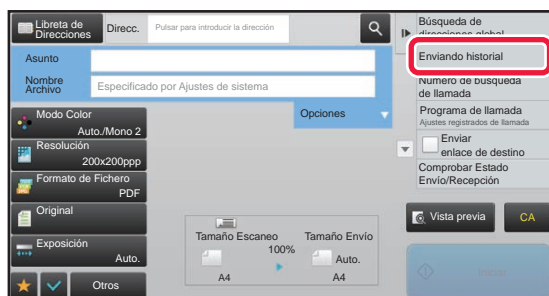 Libreta de
Direcciones
Direcc.
Pulsar para introducir la dirección
Asunto
Nombre
Archivo
Especificado por Ajustes de sistema
Opciones
Modo Color
Auto./Mono 2
Resolución
200x200ppp
Formato de Fichero
PDF
Original
Exposición
Auto.
Otros
Tamaño Escaneo
Tamaño Envío
100%
Auto.
A4
A4
Búsqueda de
direcciones global
Enviando historial
Número de búsqueda
de llamada
Programa de llamada
Ajustes registrados de llamada
Enviar
enlace de destino
Comprobar Estado
Envío/Recepción
Vista previa
CA
Iniciar